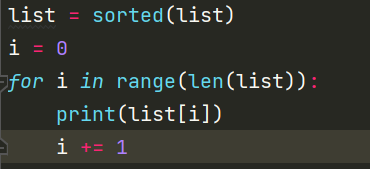 list = sorted(list)
i = 0
for i in range(len(list)):
    print(list[i])
    i += 1